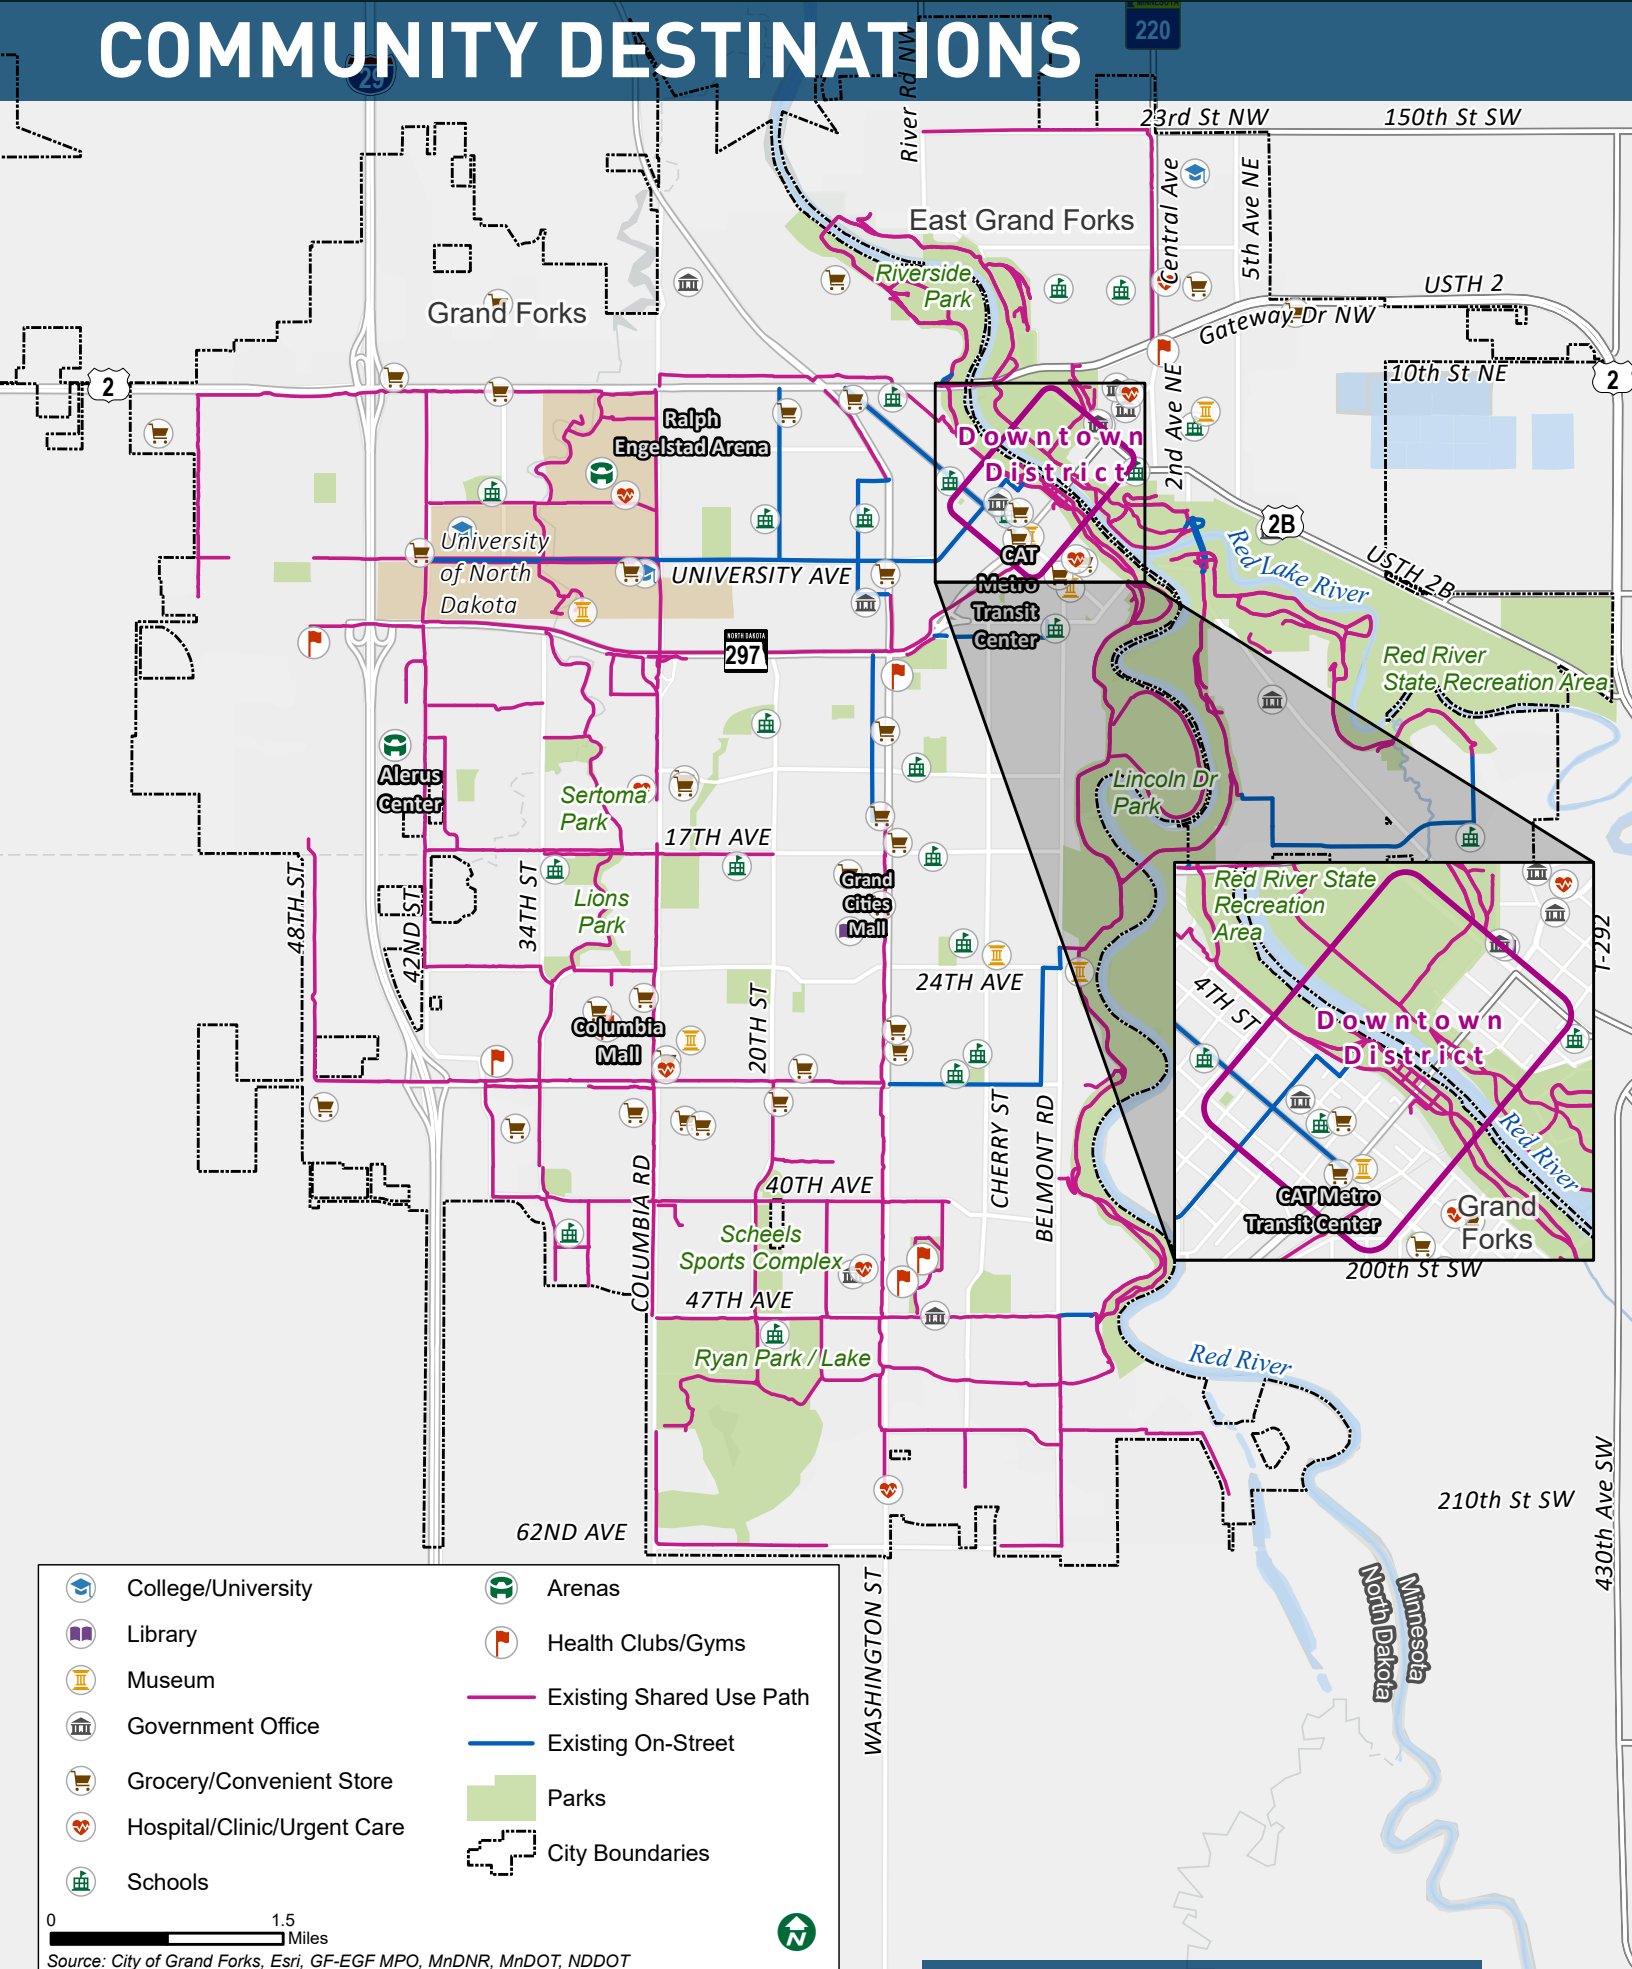 COMMUNITY DESTINATIONS
29
MINNESOTA
220
River Rd NW
23rd St NW
150th St SW
Central Ave
5th Ave NE
East Grand Forks
Riverside
Park
Grand Forks
USTH 2
Gateway Dr NW
2
2
10th St NE
2nd Ave NE
Ralph
Engelstad Arena
Downtown
District
2B
USTH 2B
Red Lake River
University
of North
Dakota
UNIVERSITY AVE
CAT
Metro
Transit
Center
NORTH DAKOTA
297
Red River
State Recreation Area
Alerus
Center
Sertoma
Park
Lincoln Dr
Park
17TH AVE
48TH ST
42ND ST
34TH ST
Lions
Park
Grand
Cities
Mall
Red River State
Recreation
Area
T-292
4TH ST
Downtown
District
Red River
CAT Metro
Transit Center
Grand
Forks
200th St SW
24TH AVE
20TH ST
Columbia
Mall
CHERRY ST
BELMONT RD
COLUMBIA RD
40TH AVE
Scheels
Sports Complex
47TH AVE
Ryan Park / Lake
Red River
62ND AVE
210th St SW
430th Ave SW
WASHINGTON ST
Minnesota
North Dakota
College/University
Library
Museum
Government Office
Grocery/Convenient Store
Hospital/Clinic/Urgent Care
Schools
Arenas
Health Clubs/Gyms
Existing Shared Use Path
Existing On-Street
Parks
City Boundaries
0 1.5
Miles
N
Source: City of Grand Forks, Esri, GF-EGF MPO, MnDNR, MnDOT, NDDOT